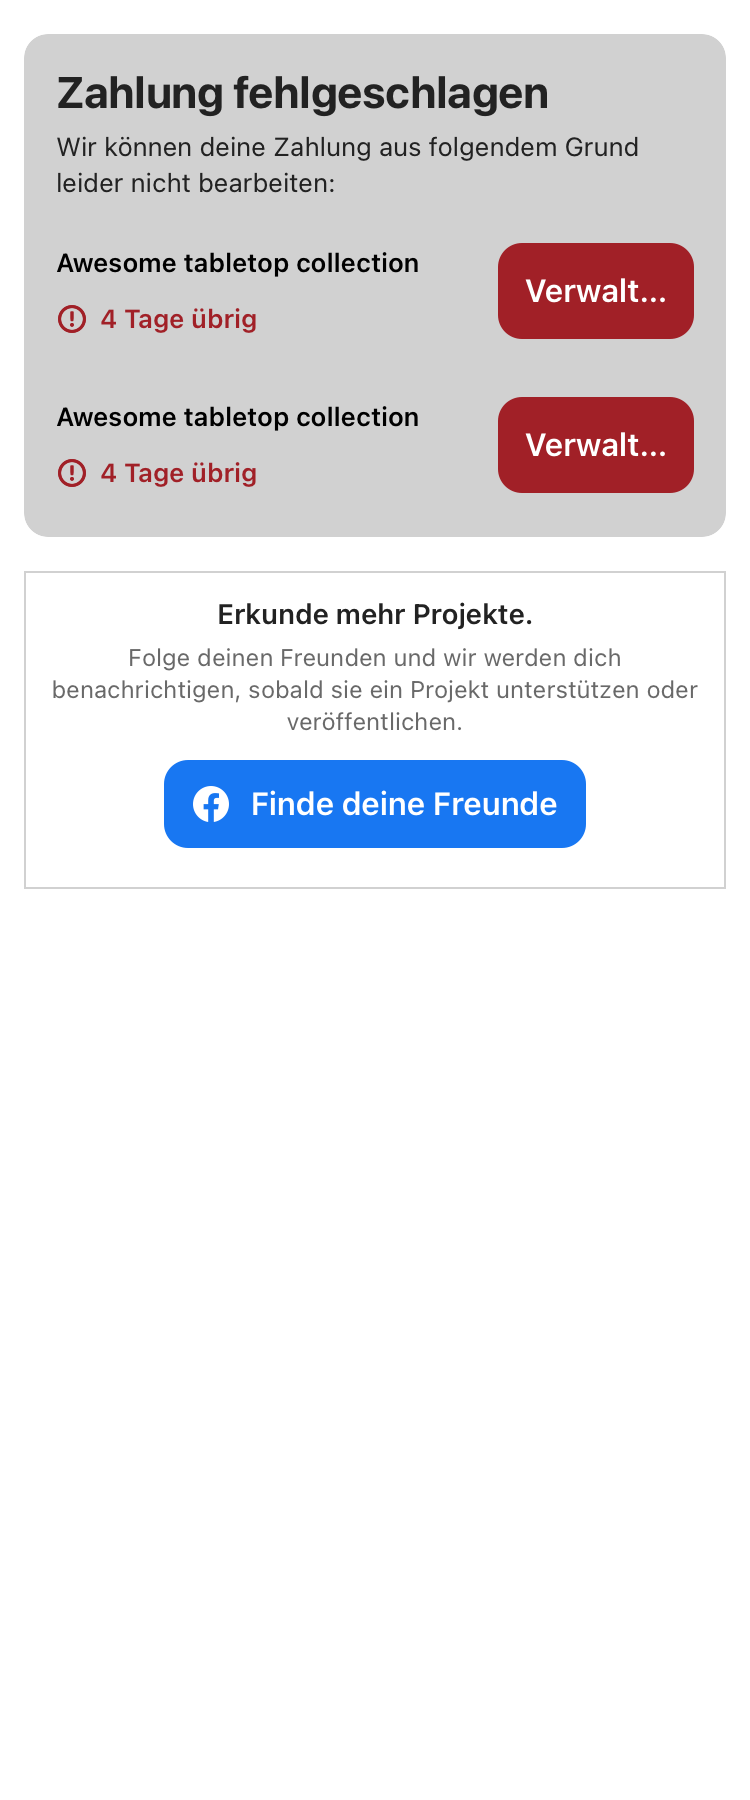 Zahlung fehlgeschlagen
Wir können deine Zahlung aus folgendem Grund
leider nicht bearbeiten:
Awesome tabletop collection
4 Tage übrig
Verwalt...
Awesome tabletop collection
4 Tage übrig
Verwalt...
Erkunde mehr Projekte.
Folge deinen Freunden und wir werden dich
benachrichtigen, sobald sie ein Projekt unterstützen oder
veröffentlichen.
Finde deine Freunde